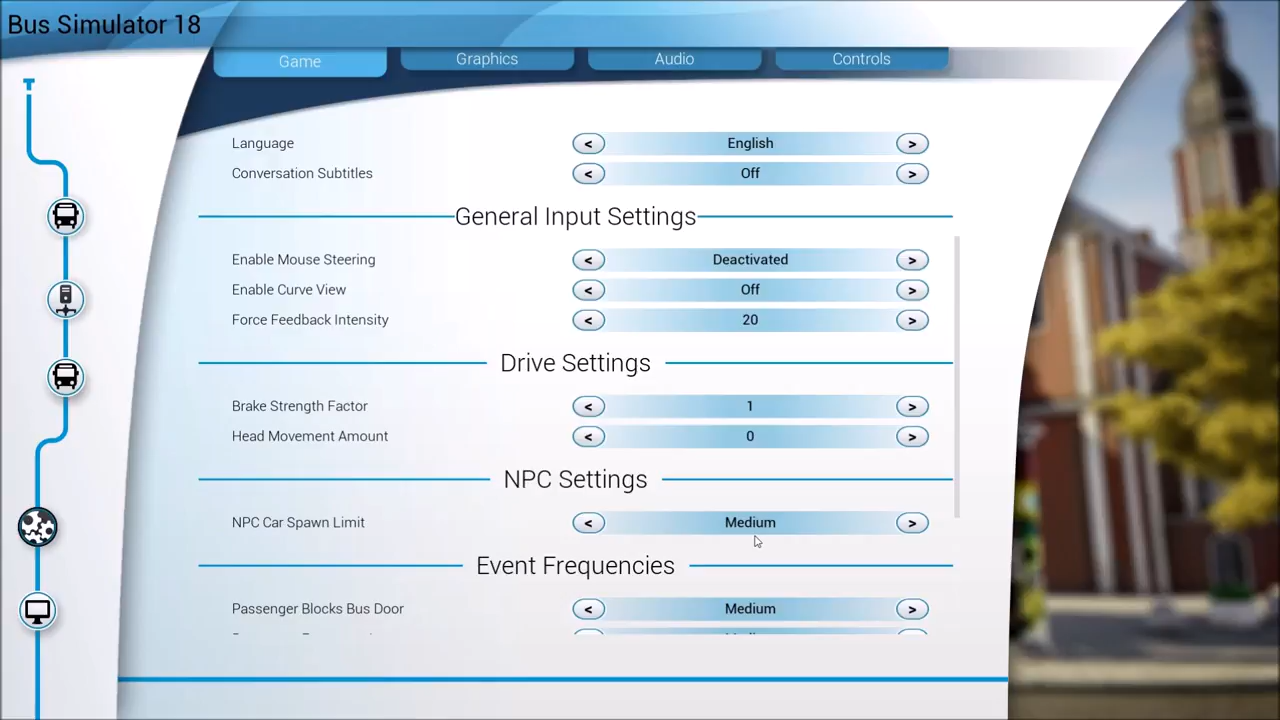 Bus Simulator 18
Game Graphics Audio Controls
Language < English >
Conversation Subtitles < Off >
General Input Settings
Enable Mouse Steering < Deactivated >
Enable Curve View < Off >
Force Feedback Intensity < 20 >
Drive Settings
Brake Strength Factor < 1 >
Head Movement Amount < 0 >
NPC Settings
NPC Car Spawn Limit < Medium >
Event Frequencies
Passenger Blocks Bus Door < Medium >